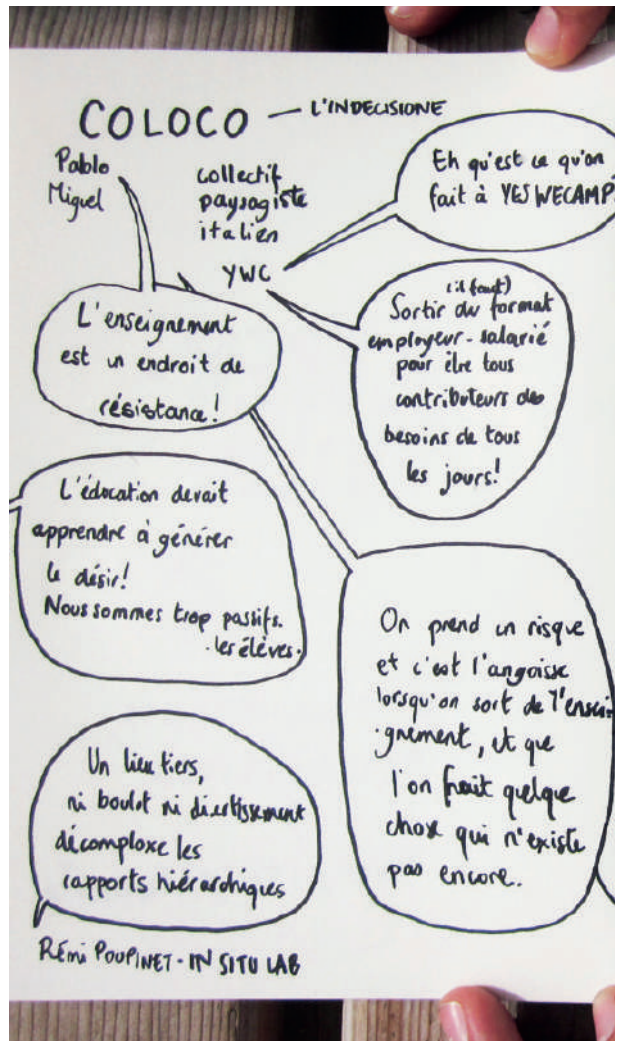 COLOCO — L'INDECISIONE
Pablo
Miguel
collectif
paysagiste
italien
YWC
Eh qu'est ce qu'on
fait à YES WECAMP?
L'enseignement
est un endroit de
résistance!
(il faut)
Sortir du format
employeur-salarié
pour être tous
contributeurs des
besoins de tous
les jours!
L'éducation devait
apprendre à générer
le désir!
Nous sommes trop passifs.
·les élèves·
On prend un risque
et c'est l'angoisse
lorsqu'on sort de l'ensei-
·gnement, et que
l'on frait quelque
chose qui n'existe
pas encore.
Un lieu tiers,
ni boulot ni divertissement
décomplexe les
rapports hiérarchiques
Rémi POUPINET - IN SITU LAB